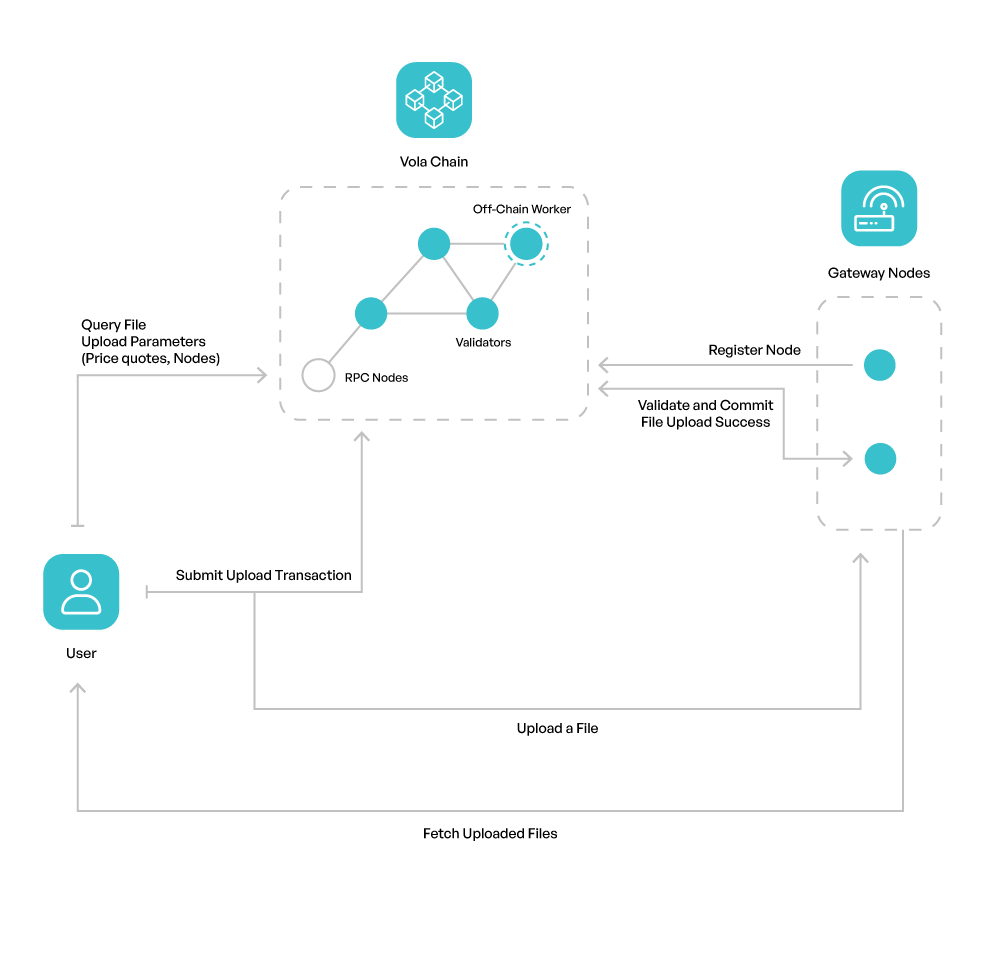 Vola Chain
Off-Chain Worker
Gateway Nodes
Query File
Upload Parameters
(Price quotes, Nodes)
Validators
Register Node
RPC Nodes
Validate and Commit
File Upload Success
Submit Upload Transaction
User
Upload a File
Fetch Uploaded Files